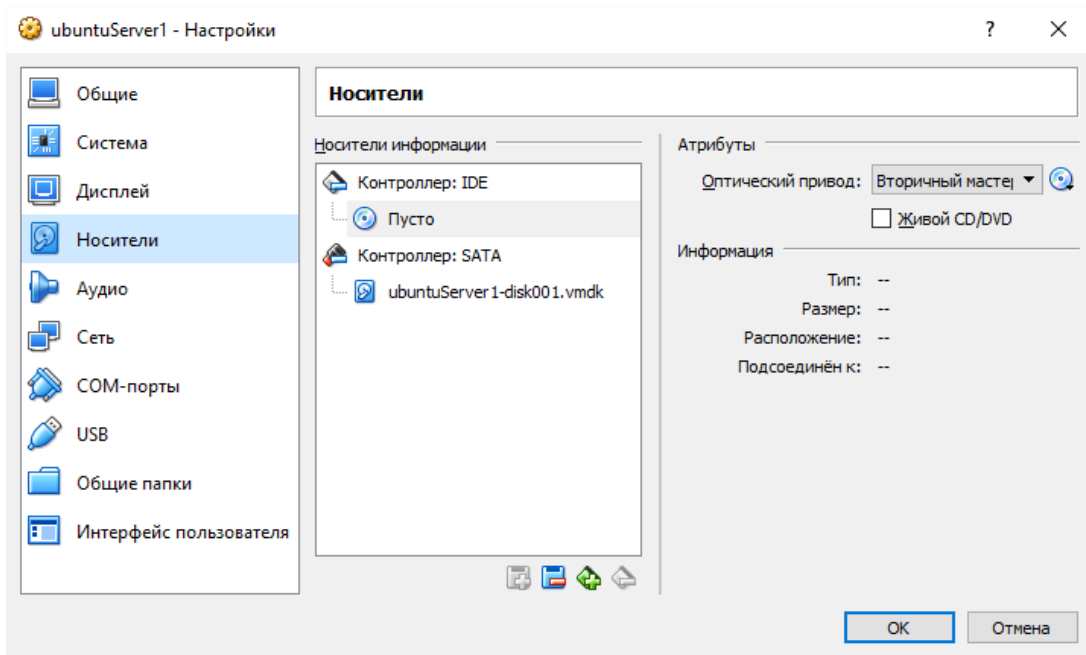 ubuntuServer1 - Настройки
?
Общие
Система
Дисплей
Носители
Аудио
Сеть
COM-порты
USB
Общие папки
Интерфейс пользователя
Носители
Носители информации
Контроллер: IDE
Пусто
Контроллер: SATA
ubuntuServer1-disk001.vmdk
Атрибуты
Оптический привод: Вторичный мастер
Живой CD/DVD
Информация
Тип: --
Размер: --
Расположение: --
Подсоединён к: --
OK Отмена